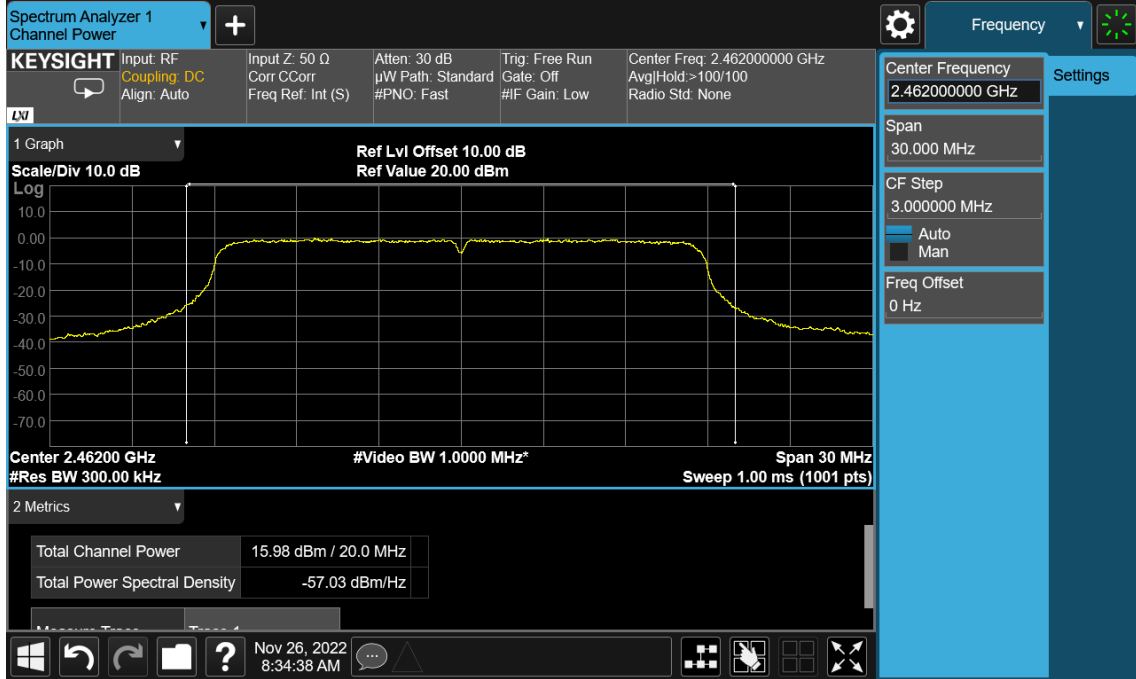 Spectrum Analyzer 1
Channel Power
Frequency
KEYSIGHT
LXI
Input: RF
Coupling: DC
Align: Auto
Input Z: 50 Ω
Corr CCorr
Freq Ref: Int (S)
Atten: 30 dB
µW Path: Standard
#PNO: Fast
Trig: Free Run
Gate: Off
#IF Gain: Low
Center Freq: 2.462000000 GHz
Avg|Hold:>100/100
Radio Std: None
Center Frequency
2.462000000 GHz
Settings
Span
30.000 MHz
CF Step
3.000000 MHz
Auto
Man
Freq Offset
0 Hz
1 Graph
Scale/Div 10.0 dB
Ref Lvl Offset 10.00 dB
Ref Value 20.00 dBm
Log
10.0
0.00
-10.0
-20.0
-30.0
-40.0
-50.0
-60.0
-70.0
Center 2.46200 GHz
#Video BW 1.0000 MHz*
Span 30 MHz
#Res BW 300.00 kHz
Sweep 1.00 ms (1001 pts)
2 Metrics
Total Channel Power 15.98 dBm / 20.0 MHz
Total Power Spectral Density -57.03 dBm/Hz
Measure Trace Trace 1
?
Nov 26, 2022
8:34:38 AM